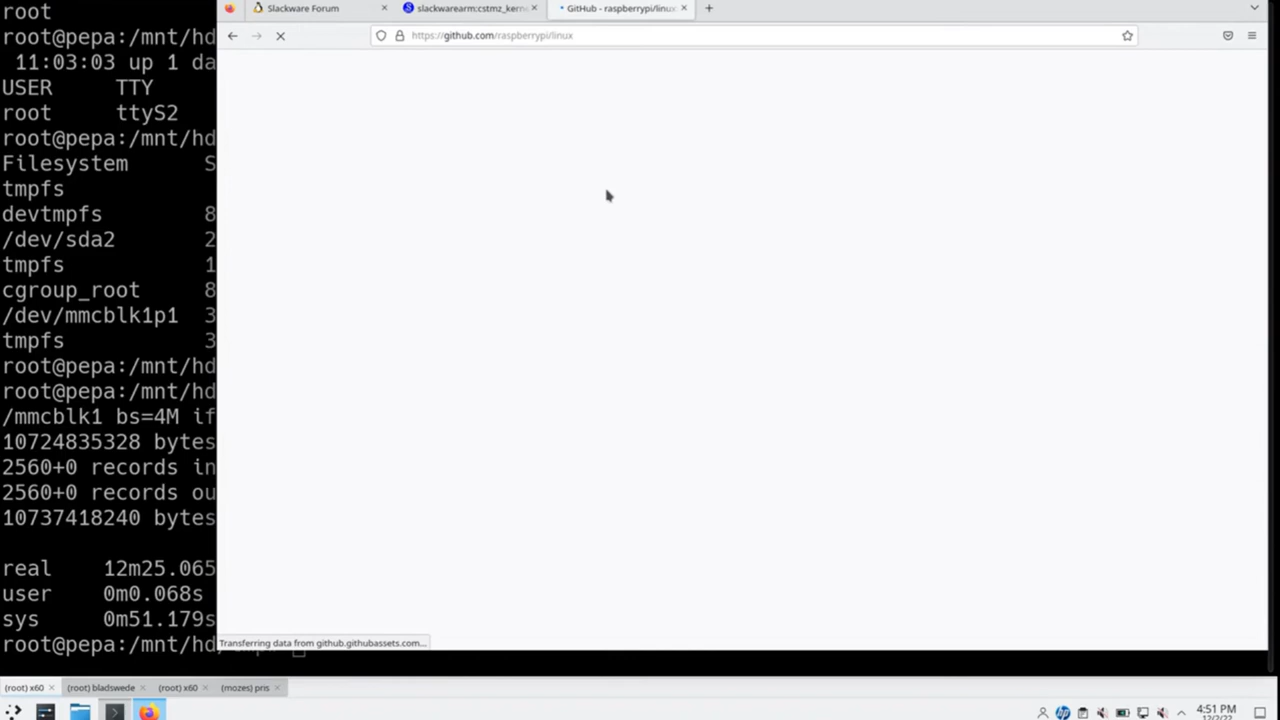 root
root@pepa:/mnt/hd
 11:03:03 up 1 da
USER     TTY
root     ttyS2
root@pepa:/mnt/hd
Filesystem      S
tmpfs
devtmpfs        8
/dev/sda2       2
tmpfs           1
cgroup_root     8
/dev/mmcblk1p1  3
tmpfs           3
root@pepa:/mnt/hd
root@pepa:/mnt/hd
/mmcblk1 bs=4M if
10724835328 bytes
2560+0 records in
2560+0 records ou
10737418240 bytes
real    12m25.065
user    0m0.068s
sys     0m51.179s
root@pepa:/mnt/hd
Slackware Forum
slackwarearm:cstmz_kern
GitHub - raspberrypi/linux
https://github.com/raspberrypi/linux
Transferring data from github.githubassets.com...
(root) x60
(root) bladswede
(root) x60
(mozes) pris
4:51 PM
12/2/22